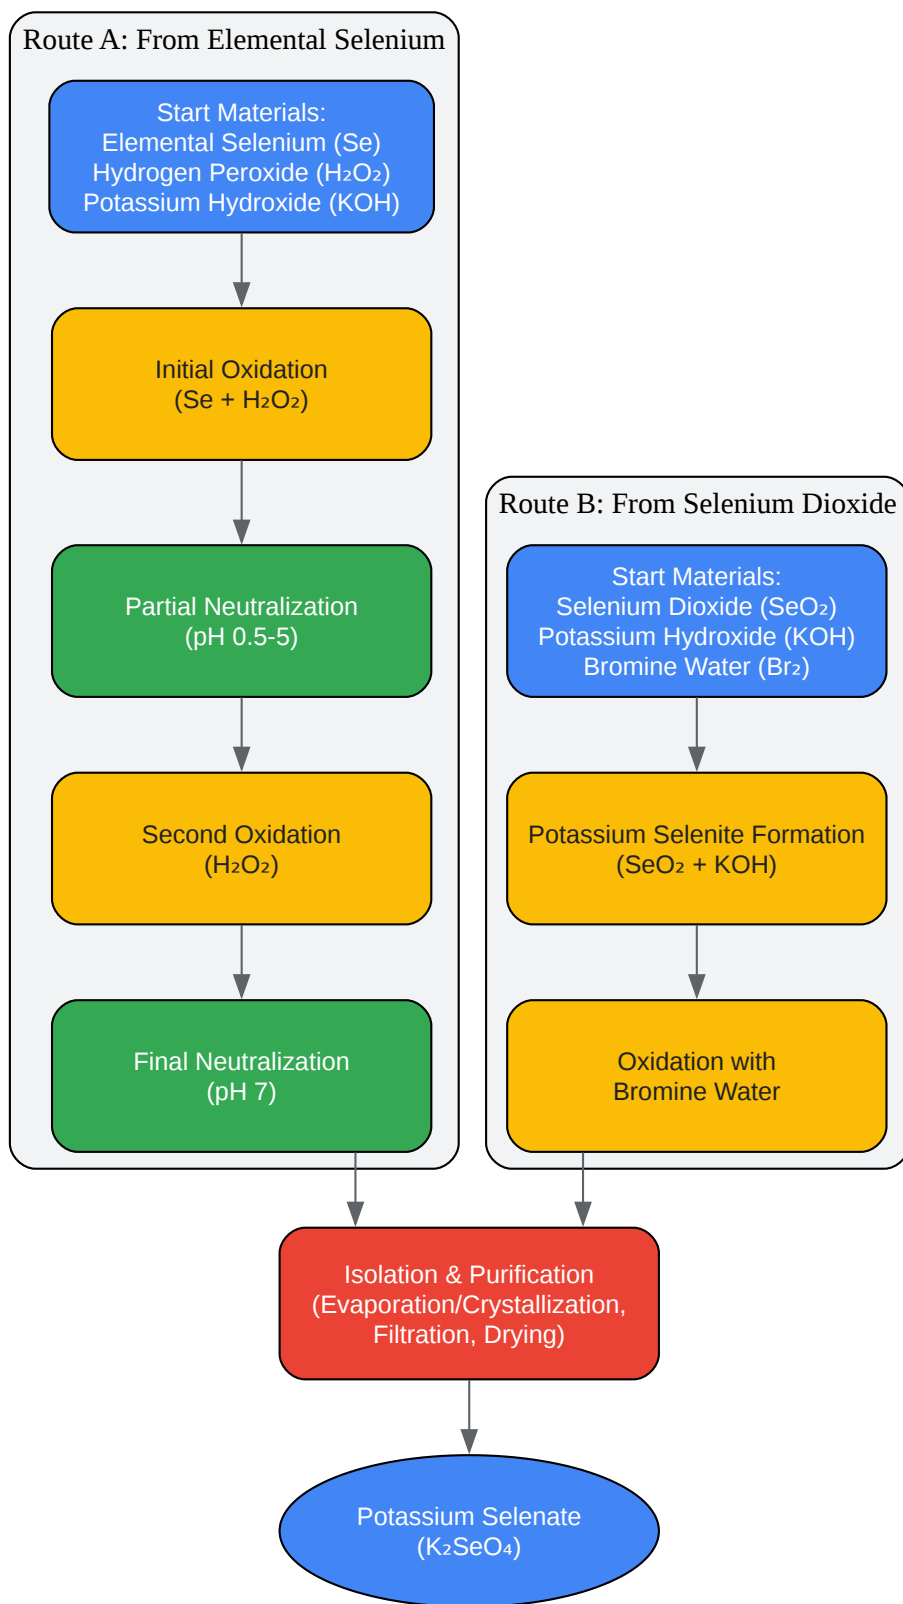 Route A: From Elemental Selenium
Start Materials:
Elemental Selenium (Se)
Hydrogen Peroxide (H₂O₂)
Potassium Hydroxide (KOH)
Initial Oxidation
(Se + H₂O₂)
Partial Neutralization
(pH 0.5-5)
Second Oxidation
(H₂O₂)
Final Neutralization
(pH 7)
Route B: From Selenium Dioxide
Start Materials:
Selenium Dioxide (SeO₂)
Potassium Hydroxide (KOH)
Bromine Water (Br₂)
Potassium Selenite Formation
(SeO₂ + KOH)
Oxidation with
Bromine Water
Isolation & Purification
(Evaporation/Crystallization,
Filtration, Drying)
Potassium Selenate
(K₂SeO₄)